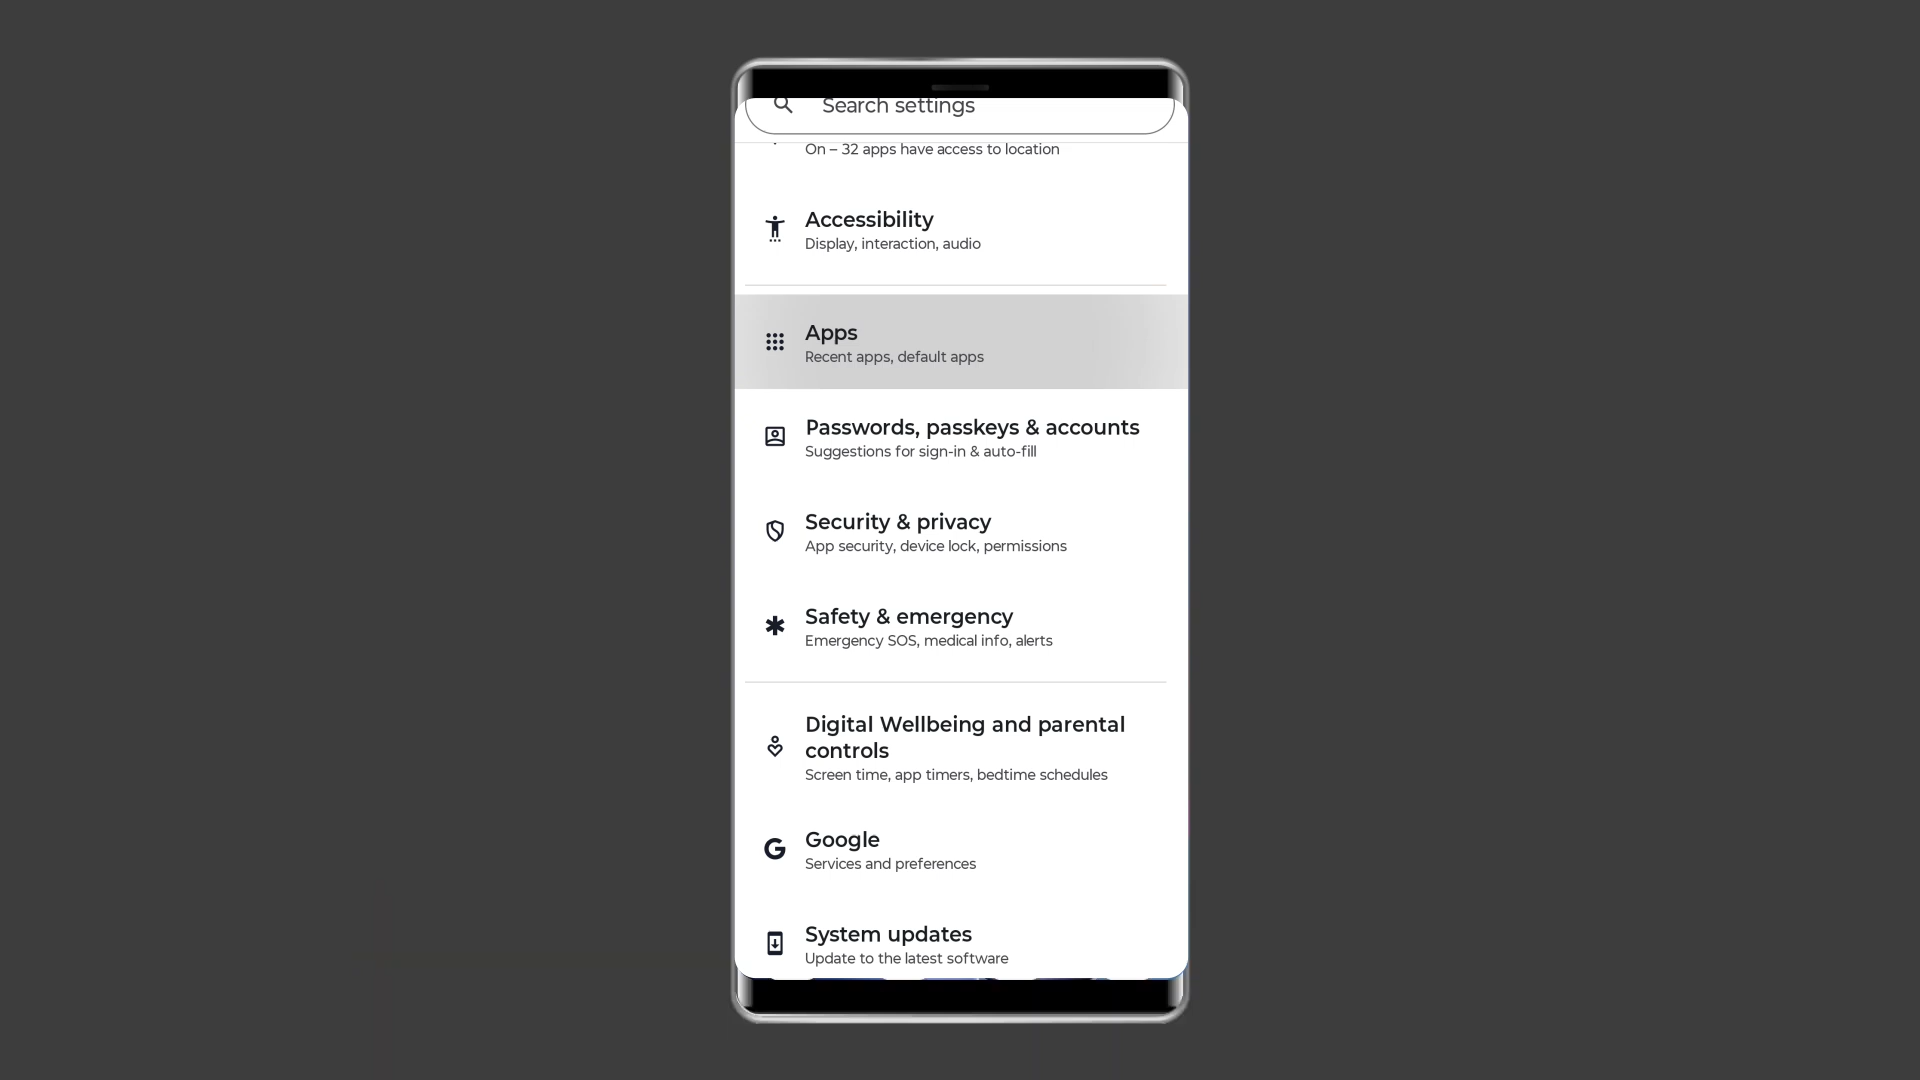 Search settings
On – 32 apps have access to location
Accessibility
Display, interaction, audio
Apps
Recent apps, default apps
Passwords, passkeys & accounts
Suggestions for sign-in & auto-fill
Security & privacy
App security, device lock, permissions
Safety & emergency
Emergency SOS, medical info, alerts
Digital Wellbeing and parental
controls
Screen time, app timers, bedtime schedules
Google
Services and preferences
System updates
Update to the latest software